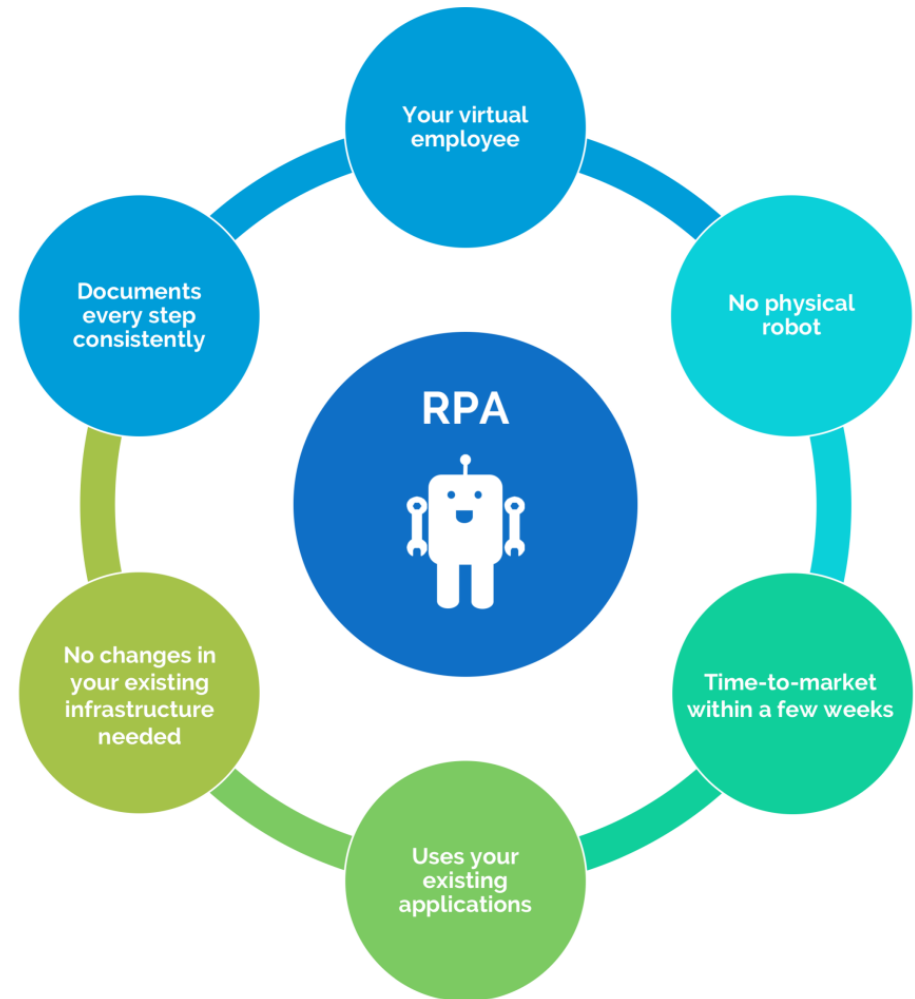 Your virtual
employee
Documents
every step
consistently
No physical
robot
RPA
No changes in
your existing
infrastructure
needed
Time-to-market
within a few weeks
Uses your
existing
applications